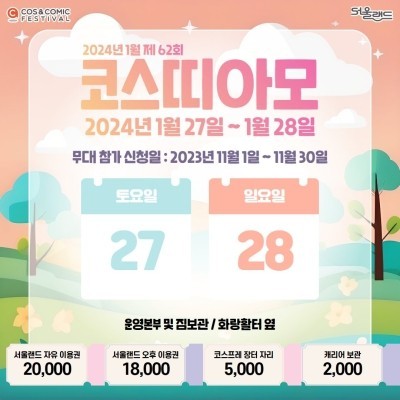 COS&COMIC
FESTIVAL
서울랜드
2024년 1월 제 62회
코스띠아모
2024년 1월 27일 ~ 1월 28일
무대 참가 신청일 : 2023년 11월 1일 ~ 11월 30일
토요일
일요일
27
28
운영본부 및 짐보관 / 화랑활터 옆
서울랜드 자유 이용권
20,000
서울랜드 오후 이용권
18,000
코스프레 장터 자리
5,000
캐리어 보관
2,000